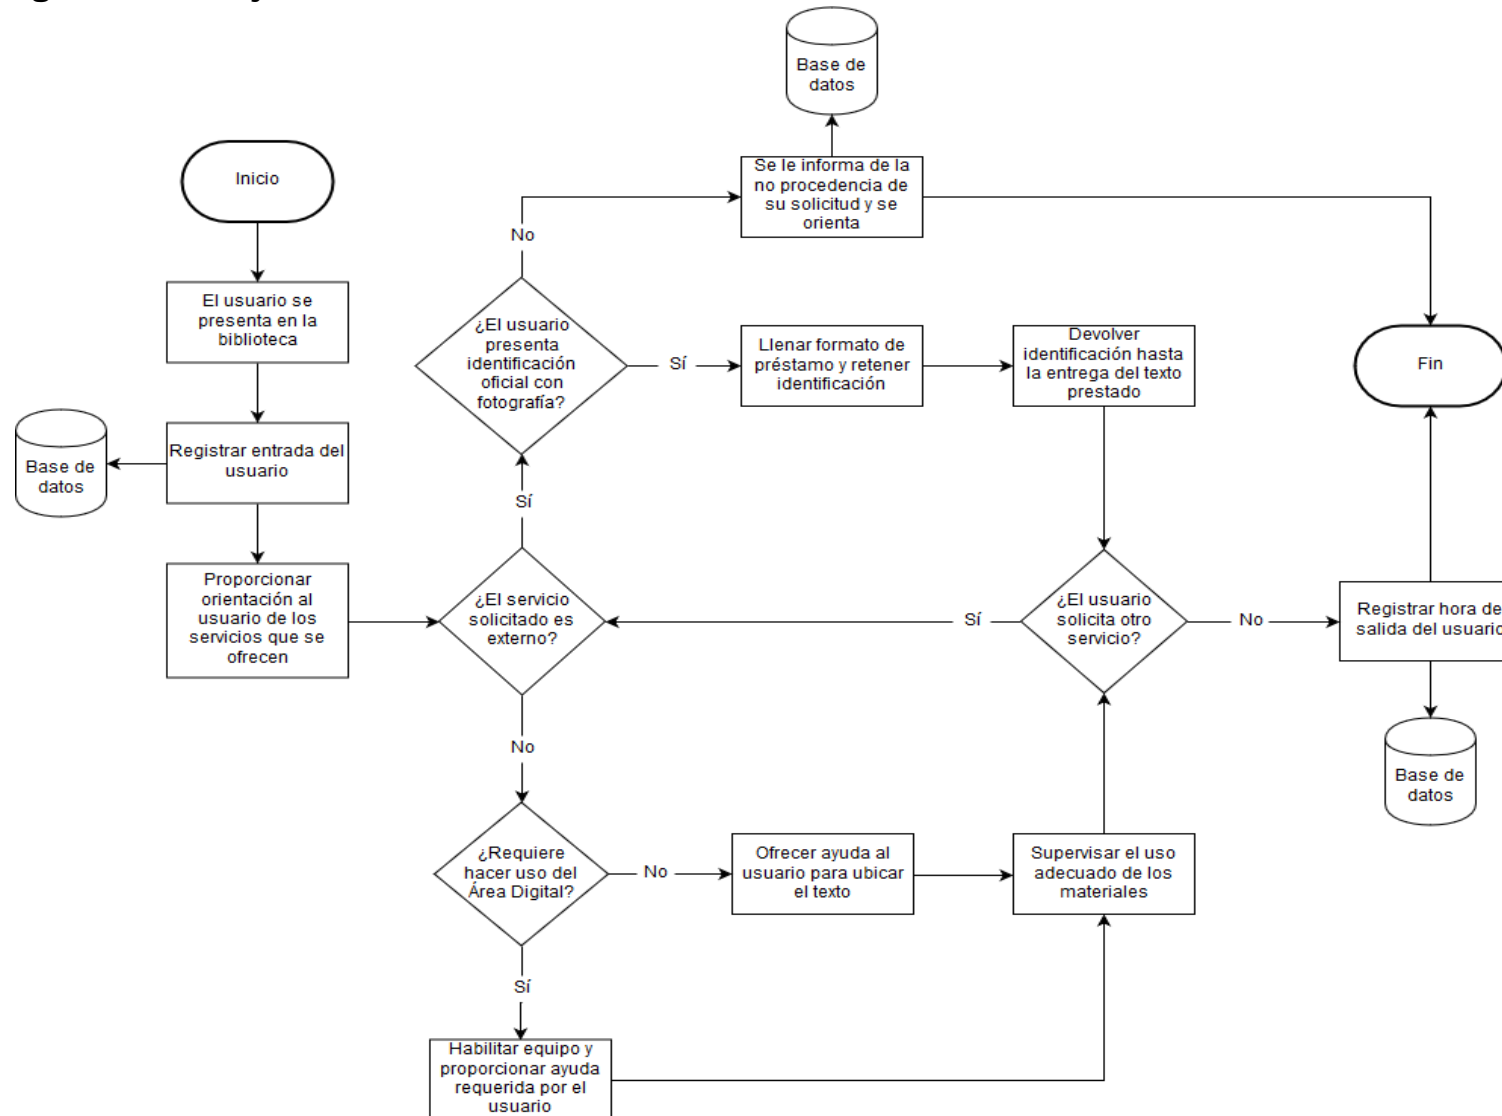 Base de
datos
Inicio
Se le informa de la
no procedencia de
su solicitud y se
orienta
No
El usuario se
presenta en la
biblioteca
¿El usuario
presenta
identificación
oficial con
fotografía?
Sí
Llenar formato de
préstamo y retener
identificación
Devolver
identificación hasta
la entrega del texto
prestado
Fin
Registrar entrada del
usuario
Base de
datos
Sí
Proporcionar
orientación al
usuario de los
servicios que se
ofrecen
¿El servicio
solicitado es
externo?
Sí
¿El usuario
solicita otro
servicio?
No
Registrar hora de
salida del usuario
No
Base de
datos
¿Requiere
hacer uso del
Área Digital?
No
Ofrecer ayuda al
usuario para ubicar
el texto
Supervisar el uso
adecuado de los
materiales
Sí
Habilitar equipo y
proporcionar ayuda
requerida por el
usuario